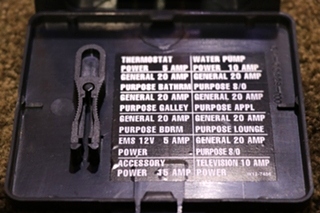 THERMOSTAT WATER PUMP
POWER 5 AMP POWER 10 AMP
GENERAL 20 AMP GENERAL 20 AMP
PURPOSE BATHRM PURPOSE S/O
GENERAL 20 AMP GENERAL 20 AMP
PURPOSE GALLEY PURPOSE APPL
GENERAL 20 AMP GENERAL 20 AMP
PURPOSE BDRM PURPOSE LOUNGE
EMS 12V 5 AMP GENERAL 20 AMP
POWER PURPOSE S/O
ACCESSORY TELEVISION 10 AMP
POWER 15 AMP POWER